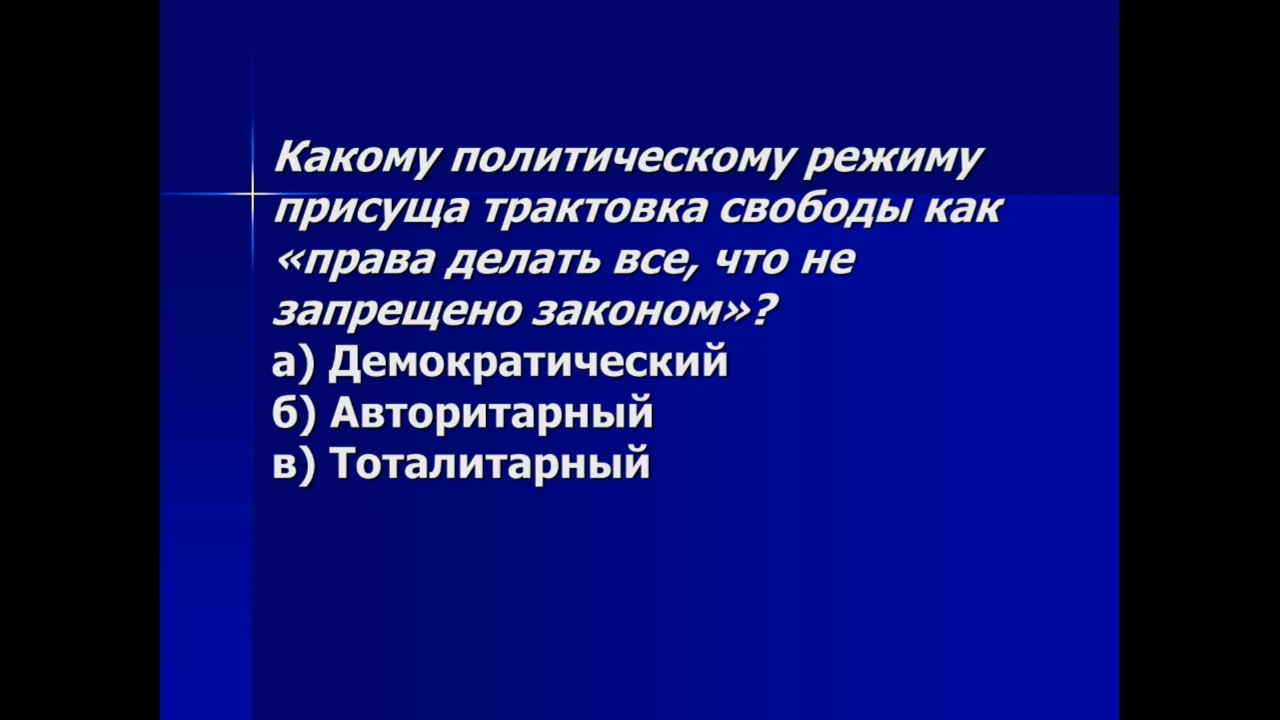 Какому политическому режиму
присуща трактовка свободы как
«права делать все, что не
запрещено законом»?
а) Демократический
б) Авторитарный
в) Тоталитарный